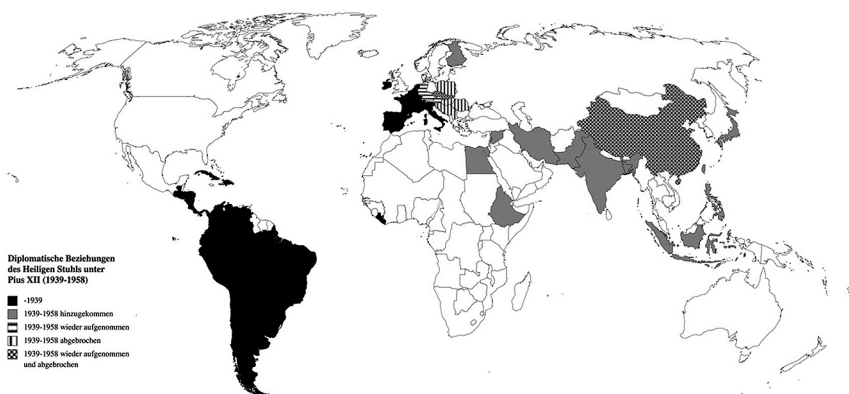 Diplomatische Beziehungen
des Heiligen Stuhls unter
Pius XII (1939-1958)
-1939
1939-1958 hinzugekommen
1939-1958 wieder aufgenommen
1939-1958 abgebrochen
1939-1958 wieder aufgenommen
und abgebrochen